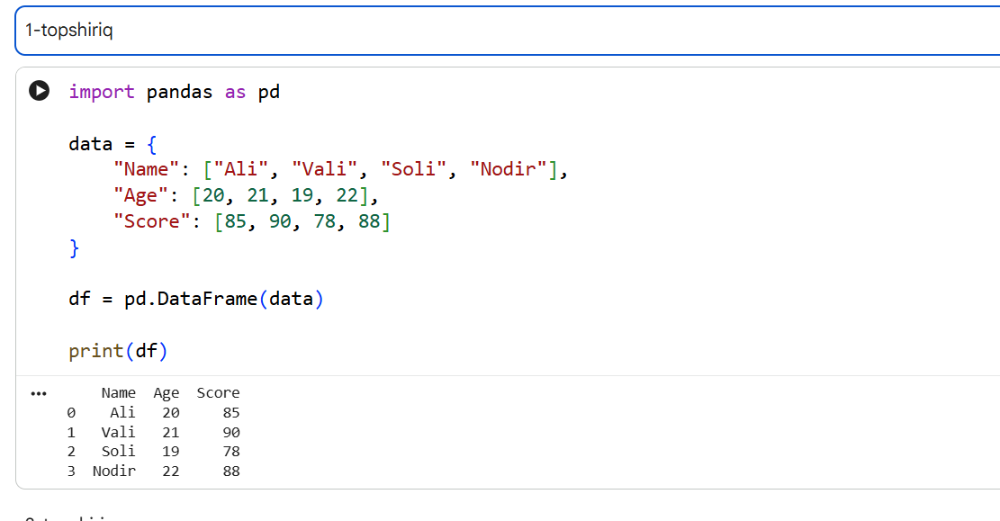 1-topshiriq
import pandas as pd
data = {
"Name": ["Ali", "Vali", "Soli", "Nodir"],
"Age": [20, 21, 19, 22],
"Score": [85, 90, 78, 88]
}
df = pd.DataFrame(data)
print(df)
Name Age Score
0 Ali 20 85
1 Vali 21 90
2 Soli 19 78
3 Nodir 22 88